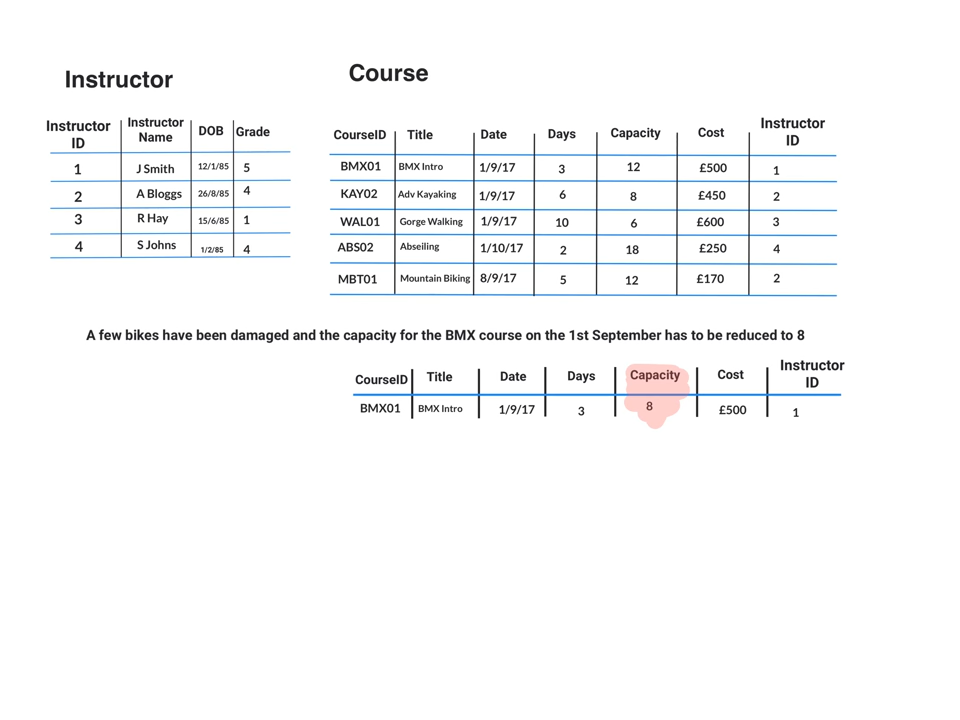 Instructor
Course
Instructor ID | Instructor Name | DOB | Grade
1 | J Smith | 12/1/85 | 5
2 | A Bloggs | 26/8/85 | 4
3 | R Hay | 15/6/85 | 1
4 | S Johns | 1/2/85 | 4
CourseID | Title | Date | Days | Capacity | Cost | Instructor ID
BMX01 | BMX Intro | 1/9/17 | 3 | 12 | £500 | 1
KAY02 | Adv Kayaking | 1/9/17 | 6 | 8 | £450 | 2
WAL01 | Gorge Walking | 1/9/17 | 10 | 6 | £600 | 3
ABS02 | Abseiling | 1/10/17 | 2 | 18 | £250 | 4
MBT01 | Mountain Biking | 8/9/17 | 5 | 12 | £170 | 2
A few bikes have been damaged and the capacity for the BMX course on the 1st September has to be reduced to 8
CourseID | Title | Date | Days | Capacity | Cost | Instructor ID
BMX01 | BMX Intro | 1/9/17 | 3 | 8 | £500 | 1